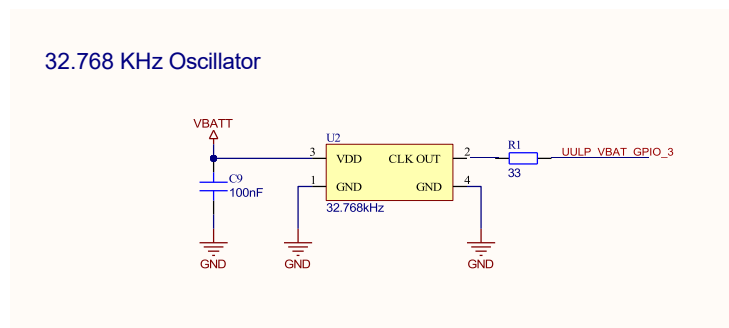 32.768 KHz Oscillator
VBATT
U2
3 VDD CLK OUT 2
R1
33
UULP_VBAT_GPIO_3
C9
100nF
1 GND GND 4
32.768kHz
GND
GND
GND